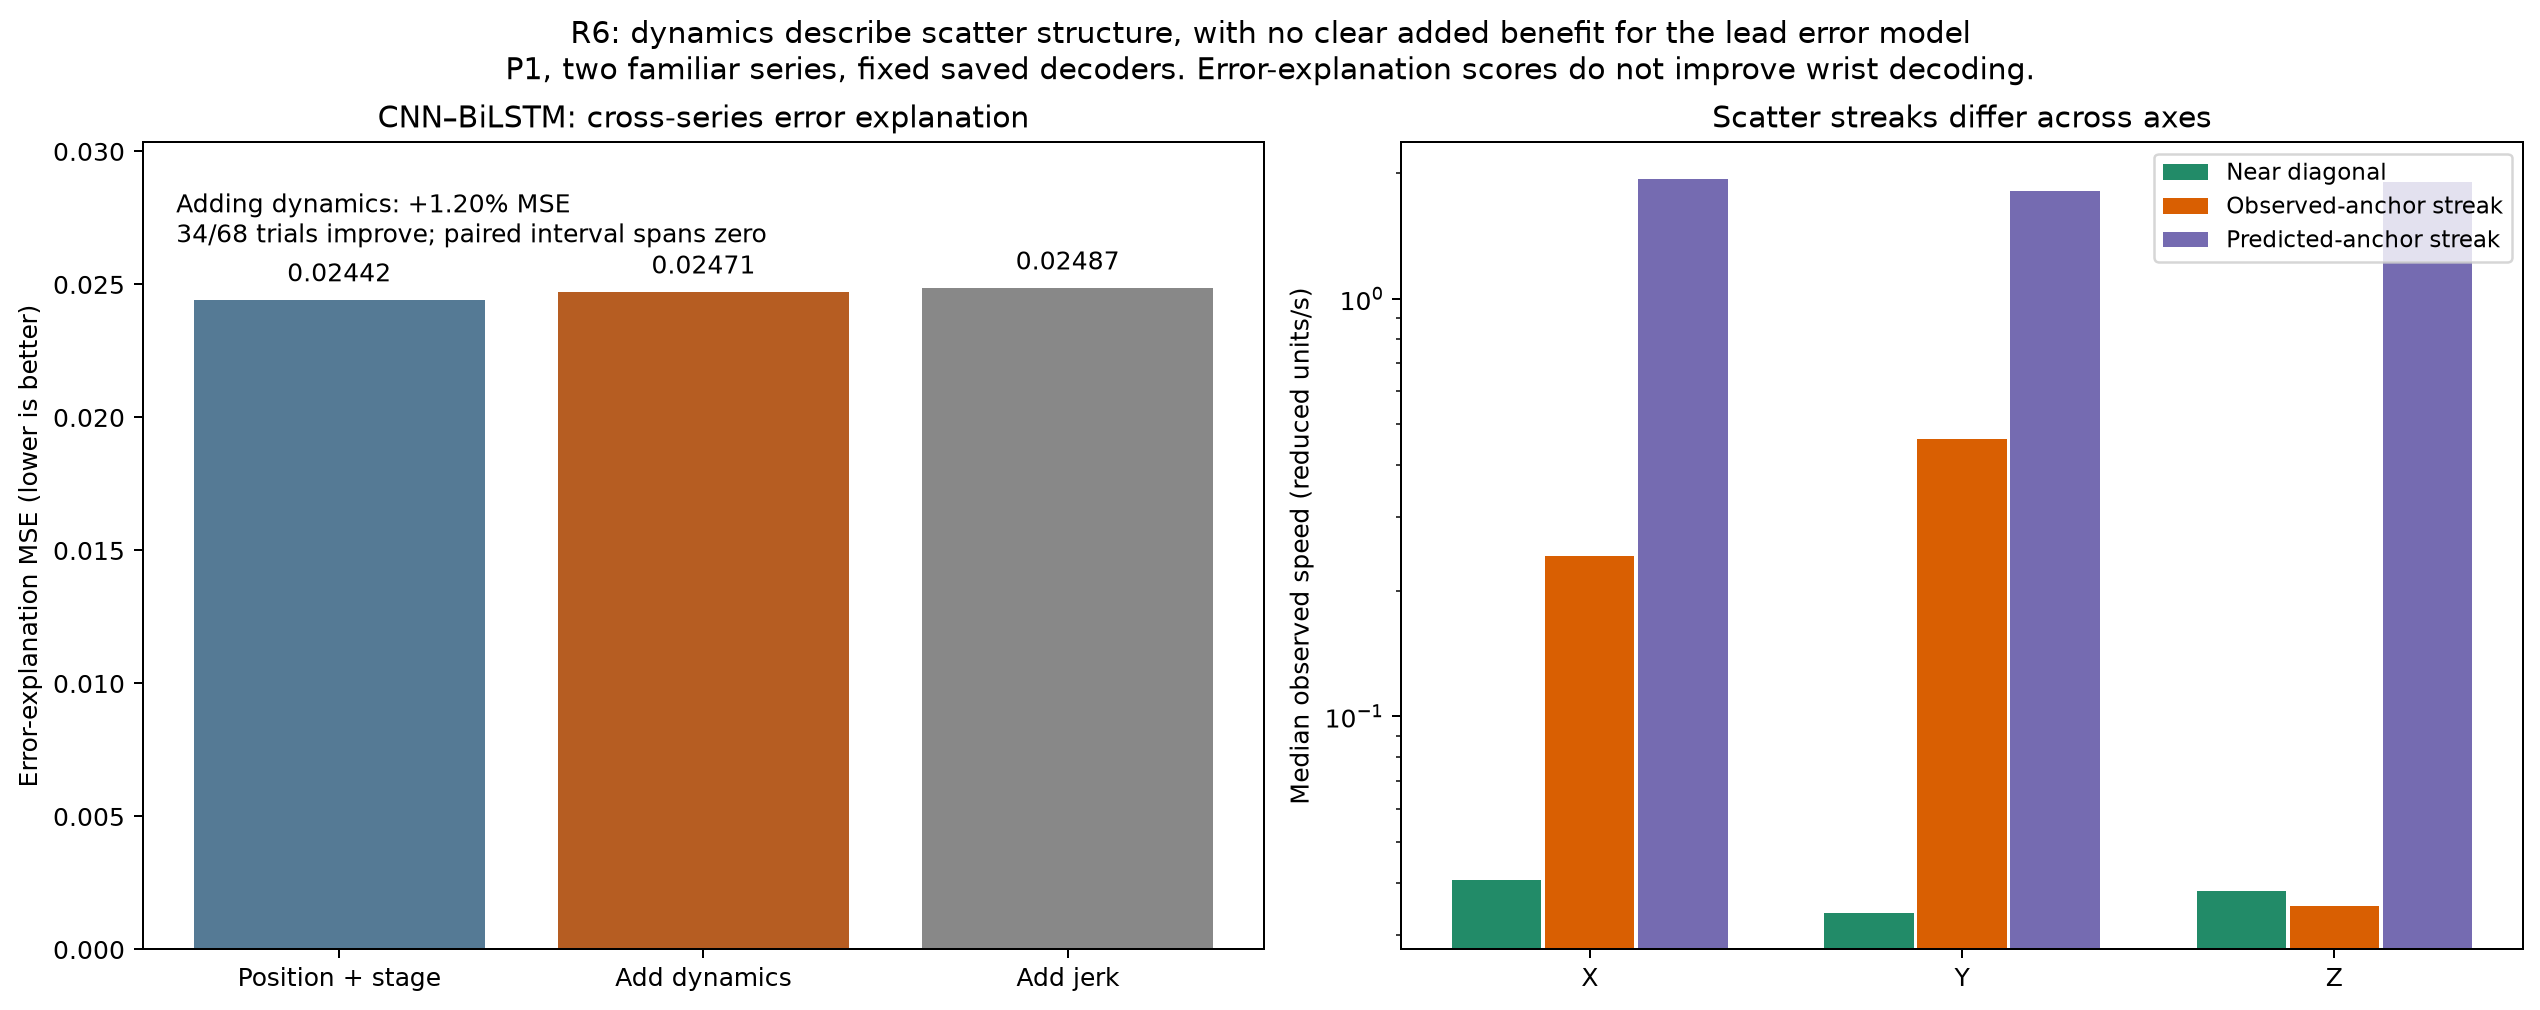 R6: dynamics describe scatter structure, with no clear added benefit for the lead error model
P1, two familiar series, fixed saved decoders. Error-explanation scores do not improve wrist decoding.
CNN–BiLSTM: cross-series error explanation
Error-explanation MSE (lower is better)
0.030
0.025
0.020
0.015
0.010
0.005
0.000
Adding dynamics: +1.20% MSE
34/68 trials improve; paired interval spans zero
0.02442
0.02471
0.02487
Position + stage
Add dynamics
Add jerk
Scatter streaks differ across axes
Median observed speed (reduced units/s)
10⁰
10⁻¹
Near diagonal
Observed-anchor streak
Predicted-anchor streak
X
Y
Z